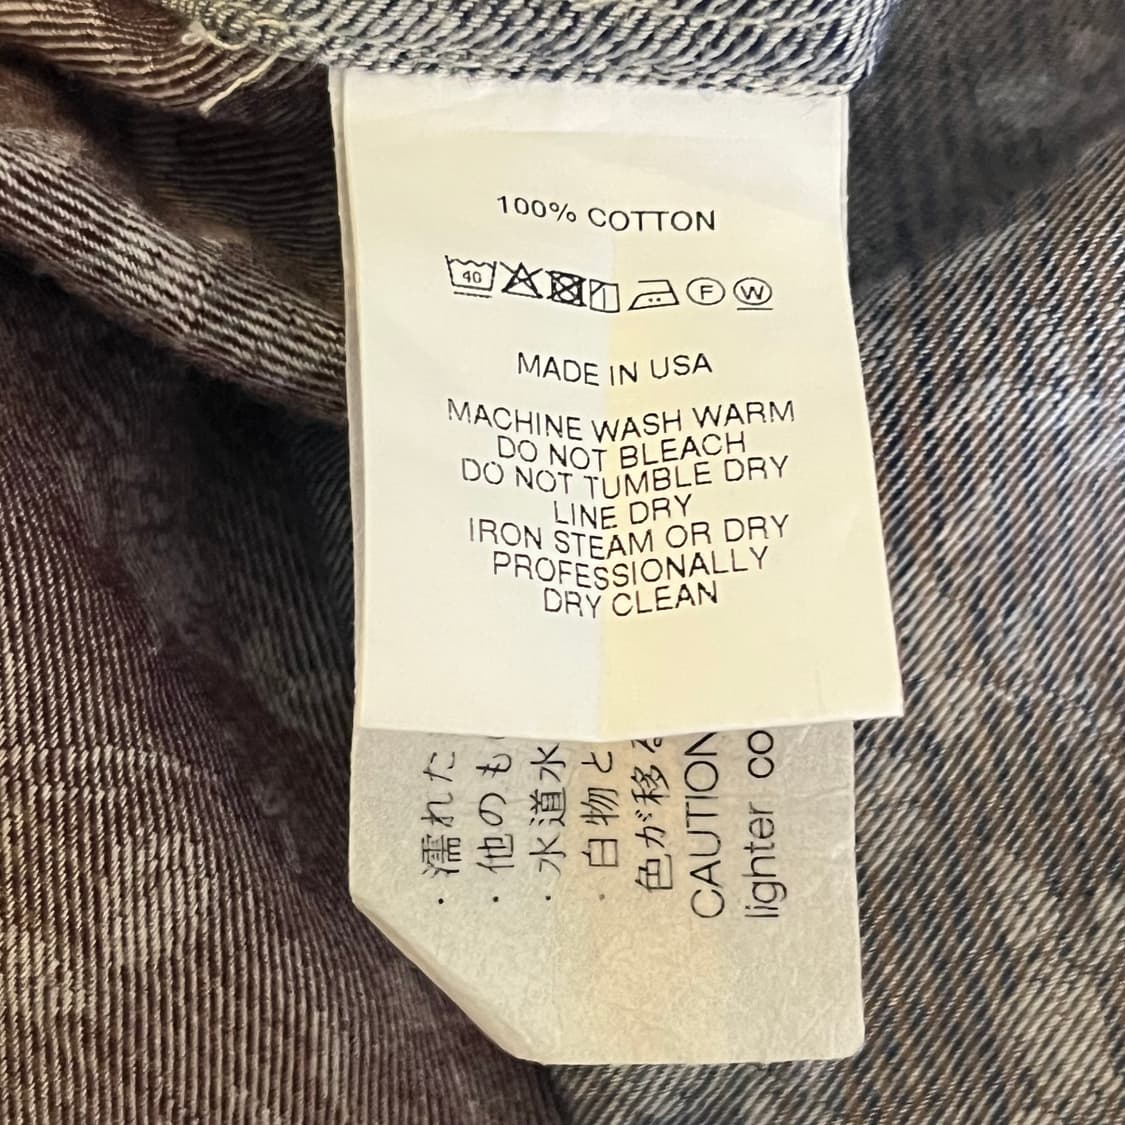 100% COTTON
40 F W
MADE IN USA
MACHINE WASH WARM
DO NOT BLEACH
DO NOT TUMBLE DRY
LINE DRY
IRON STEAM OR DRY
PROFESSIONALLY
DRY CLEAN
・濡れた
・他のも
・水道水
・白物と
色が移る
CAUTION
lighter co